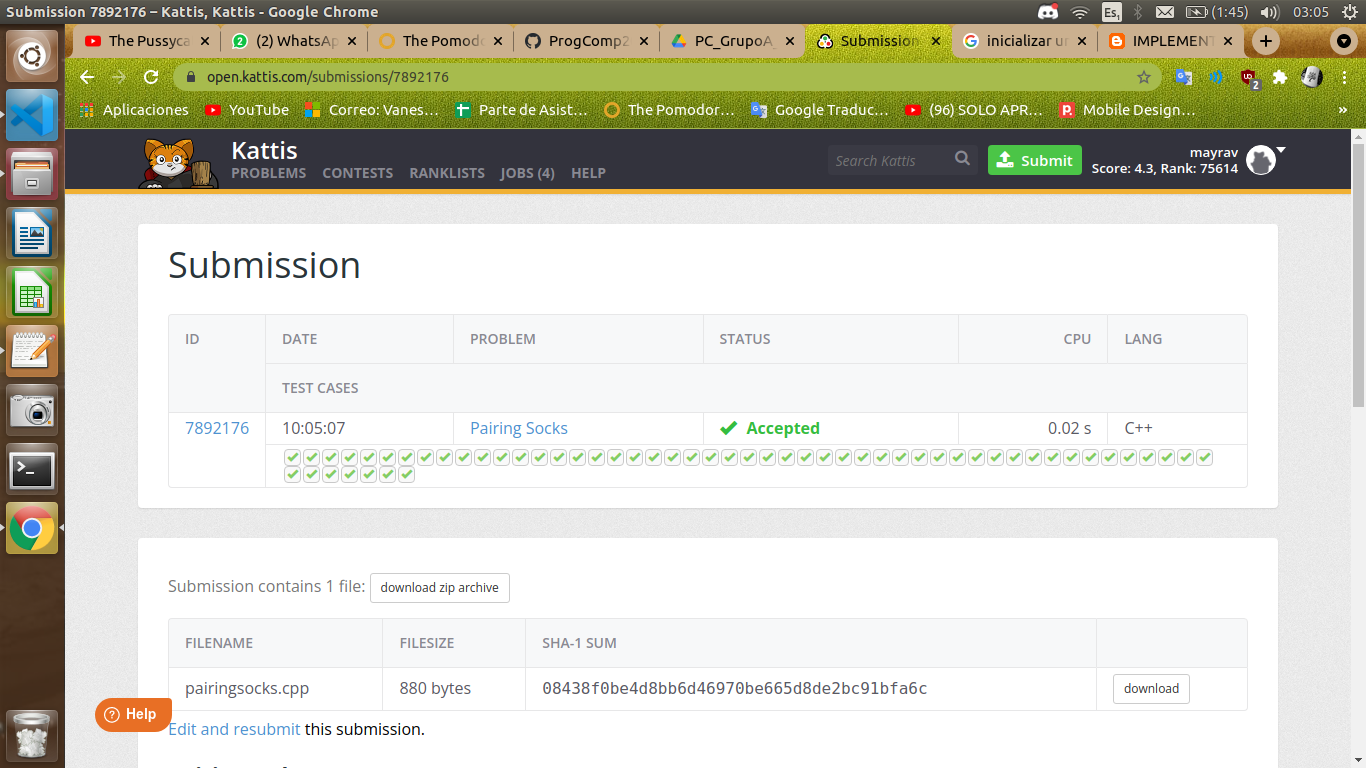 Submission 7892176 – Kattis, Kattis - Google Chrome
Es₁ (1:45) 03:05
The Pussyca
(2) WhatsAp
The Pomodo
ProgComp2
PC_GrupoA
Submission
inicializar un
IMPLEMENT
open.kattis.com/submissions/7892176
2
Aplicaciones YouTube Correo: Vanes… Parte de Asist… The Pomodor… Google Traduc… (96) SOLO APR… Mobile Design… »
Kattis
PROBLEMS CONTESTS RANKLISTS JOBS (4) HELP
Search Kattis
Submit
mayrav
Score: 4.3, Rank: 75614
Submission
ID DATE PROBLEM STATUS CPU LANG
TEST CASES
7892176 10:05:07 Pairing Socks Accepted 0.02 s C++
Submission contains 1 file: download zip archive
FILENAME FILESIZE SHA-1 SUM
pairingsocks.cpp 880 bytes 08438f0be4d8bb6d46970be665d8de2bc91bfa6c download
Help
Edit and resubmit this submission.